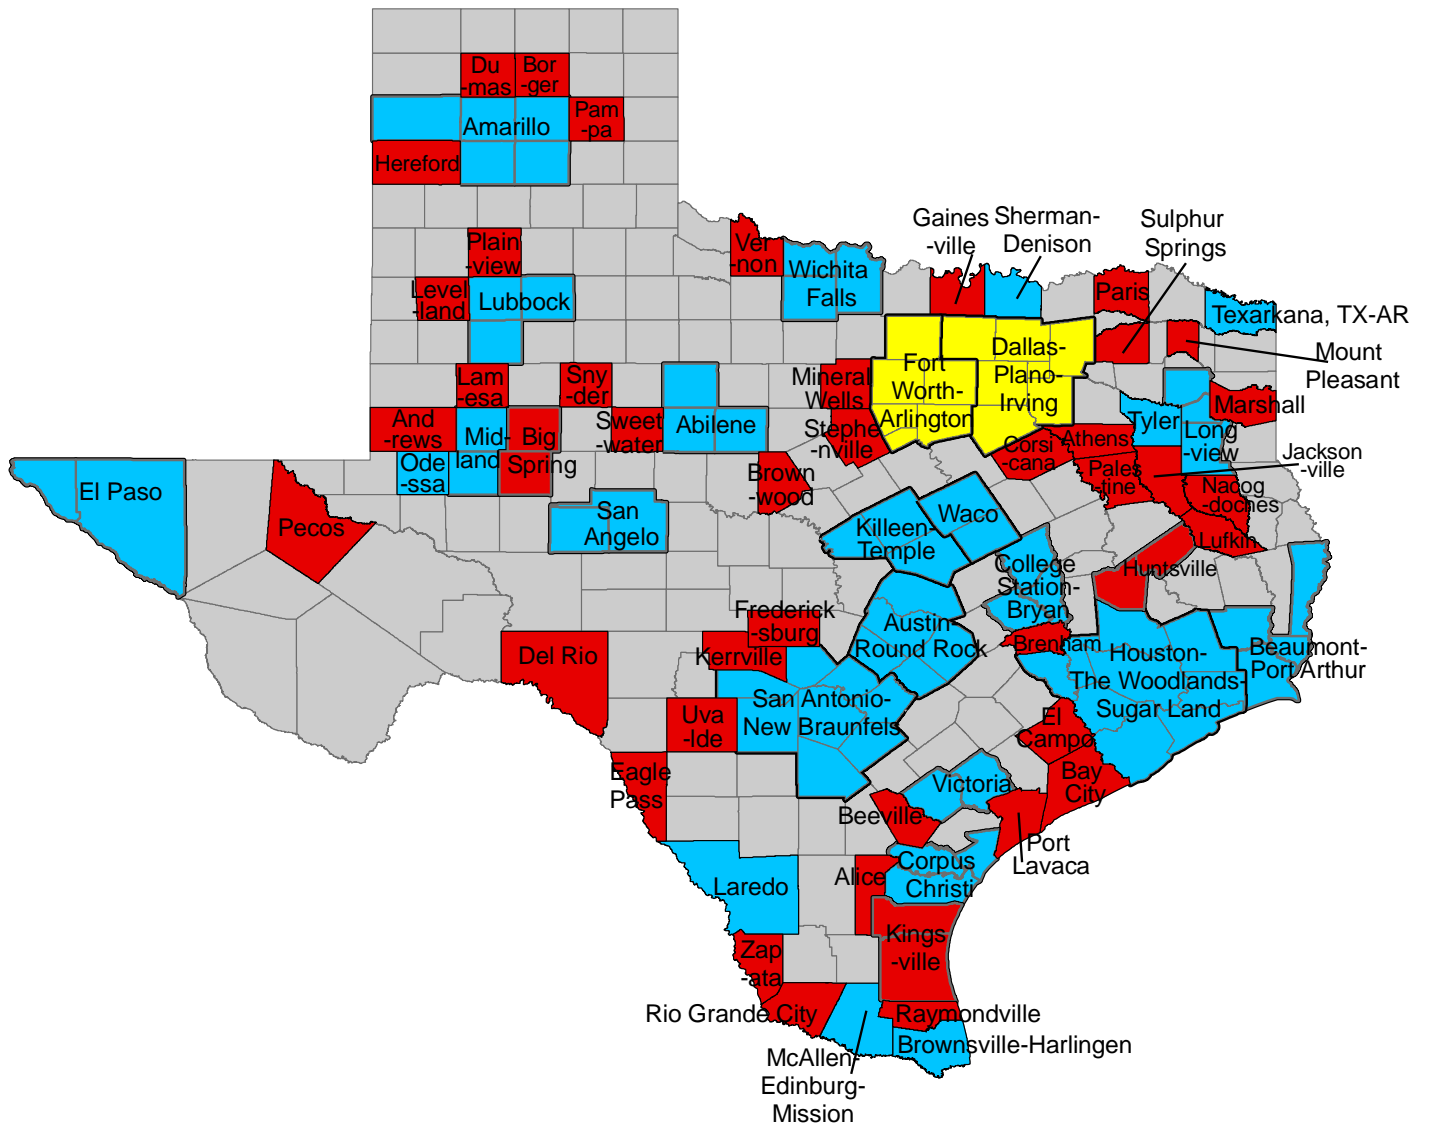 Du
-mas
Bor
-ger
Amarillo
Pam
-pa
Hereford
Plain
-view
Level
-land
Lubbock
Ver
-non
Wichita
Falls
Gaines
-ville
Sherman-
Denison
Sulphur
Springs
Paris
Texarkana, TX-AR
Mount
Pleasant
Lam
-esa
Sny
-der
Mineral
Wells
Fort
Worth-
Arlington
Dallas-
Plano-
Irving
Marshall
And
-rews
Mid-
land
Big
Spring
Sweet
-water
Abilene
Stephe
-nville
Corsi
-cana
Athens
Tyler
Long
-view
Jackson
-ville
Ode
-ssa
Brown
-wood
Pales
-tine
Nacog
-doches
El Paso
Pecos
San
Angelo
Killeen-
Temple
Waco
Lufkin
College
Station-
Bryan
Huntsville
Frederick
-sburg
Austin-
Round Rock
Brenham
Houston-
The Woodlands-
Sugar Land
Beaumont-
Port Arthur
Del Rio
Kerrville
San Antonio-
New Braunfels
Uva
-lde
El
Campo
Eagle
Pass
Bay
City
Victoria
Beeville
Port
Lavaca
Corpus
Christi
Laredo
Alice
Kings
-ville
Zap
-ata
Rio Grande City
Raymondville
Brownsville-Harlingen
McAllen-
Edinburg-
Mission